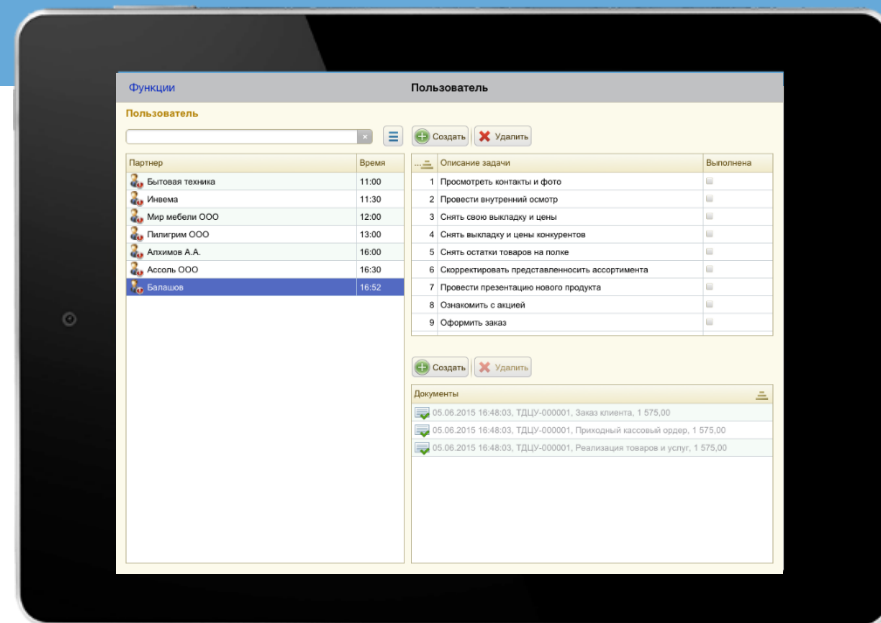 Функции
Пользователь
Пользователь
Создать
Удалить
Партнер Время
Бытовая техника 11:00
Инвема 11:30
Мир мебели ООО 12:00
Пилигрим ООО 13:00
Алхимов А.А. 16:00
Ассоль ООО 16:30
Балашов 16:52
... Описание задачи Выполнена
1 Просмотреть контакты и фото
2 Провести внутренний осмотр
3 Снять свою выкладку и цены
4 Снять выкладку и цены конкурентов
5 Снять остатки товаров на полке
6 Скорректировать представленносить ассортимента
7 Провести презентацию нового продукта
8 Ознакомить с акцией
9 Оформить заказ
Создать
Удалить
Документы
05.06.2015 16:48:03, ТДЦУ-000001, Заказ клиента, 1 575,00
05.06.2015 16:48:03, ТДЦУ-000001, Приходный кассовый ордер, 1 575,00
05.06.2015 16:48:03, ТДЦУ-000001, Реализация товаров и услуг, 1 575,00